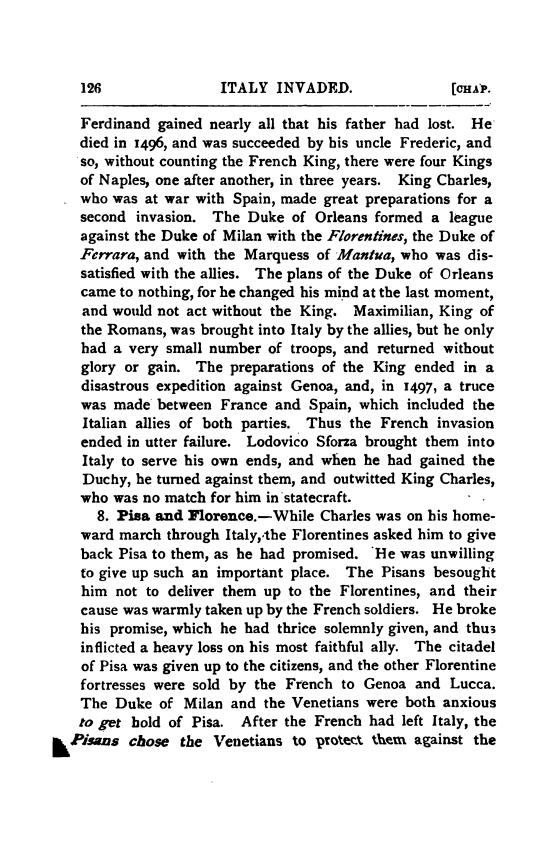 126 ITALY INVADED. [CHAP.
Ferdinand gained nearly all that his father had lost. He
died in 1496, and was succeeded by his uncle Frederic, and
so, without counting the French King, there were four Kings
of Naples, one after another, in three years. King Charles,
who was at war with Spain, made great preparations for a
second invasion. The Duke of Orleans formed a league
against the Duke of Milan with the Florentines, the Duke of
Ferrara, and with the Marquess of Mantua, who was dis-
satisfied with the allies. The plans of the Duke of Orleans
came to nothing, for he changed his mind at the last moment,
and would not act without the King. Maximilian, King of
the Romans, was brought into Italy by the allies, but he only
had a very small number of troops, and returned without
glory or gain. The preparations of the King ended in a
disastrous expedition against Genoa, and, in 1497, a truce
was made between France and Spain, which included the
Italian allies of both parties. Thus the French invasion
ended in utter failure. Lodovico Sforza brought them into
Italy to serve his own ends, and when he had gained the
Duchy, he turned against them, and outwitted King Charles,
who was no match for him in statecraft.
8. Pisa and Florence.—While Charles was on his home-
ward march through Italy, the Florentines asked him to give
back Pisa to them, as he had promised. He was unwilling
to give up such an important place. The Pisans besought
him not to deliver them up to the Florentines, and their
cause was warmly taken up by the French soldiers. He broke
his promise, which he had thrice solemnly given, and thus
inflicted a heavy loss on his most faithful ally. The citadel
of Pisa was given up to the citizens, and the other Florentine
fortresses were sold by the French to Genoa and Lucca.
The Duke of Milan and the Venetians were both anxious
to get hold of Pisa. After the French had left Italy, the
Pisans chose the Venetians to protect them against the